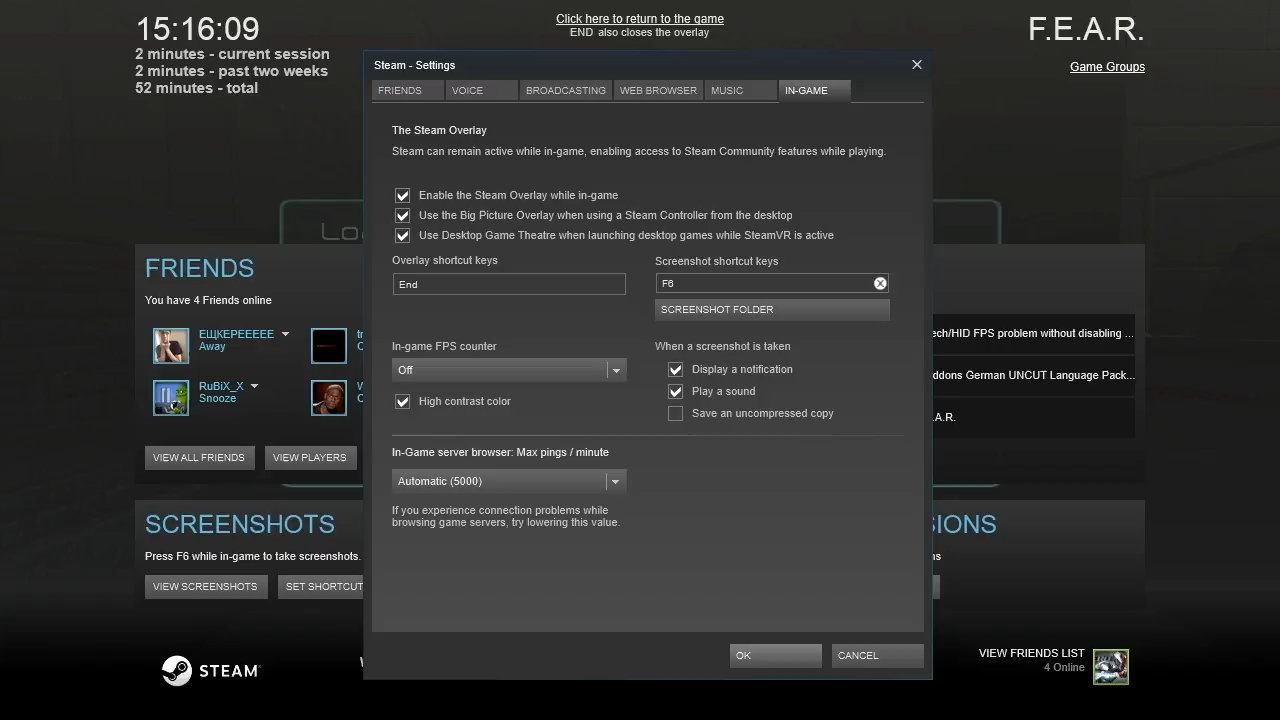 15:16:09
2 minutes - current session
2 minutes - past two weeks
52 minutes - total
Click here to return to the game
END also closes the overlay
F.E.A.R.
Game Groups
Steam - Settings
FRIENDS
VOICE
BROADCASTING
WEB BROWSER
MUSIC
IN-GAME
The Steam Overlay
Steam can remain active while in-game, enabling access to Steam Community features while playing.
Enable the Steam Overlay while in-game
Use the Big Picture Overlay when using a Steam Controller from the desktop
Use Desktop Game Theatre when launching desktop games while SteamVR is active
Overlay shortcut keys
End
Screenshot shortcut keys
F6
SCREENSHOT FOLDER
In-game FPS counter
Off
High contrast color
When a screenshot is taken
Display a notification
Play a sound
Save an uncompressed copy
In-Game server browser: Max pings / minute
Automatic (5000)
If you experience connection problems while
browsing game servers, try lowering this value.
OK
CANCEL
FRIENDS
You have 4 Friends online
ЕЩКЕРЕЕЕЕЕ
Away
RuBiX_X
Snooze
VIEW ALL FRIENDS
VIEW PLAYERS
ech/HID FPS problem without disabling ...
ddons German UNCUT Language Pack...
.A.R.
SCREENSHOTS
Press F6 while in-game to take screenshots.
VIEW SCREENSHOTS
SET SHORTCUT
SIONS
ns
STEAM
VIEW FRIENDS LIST
4 Online